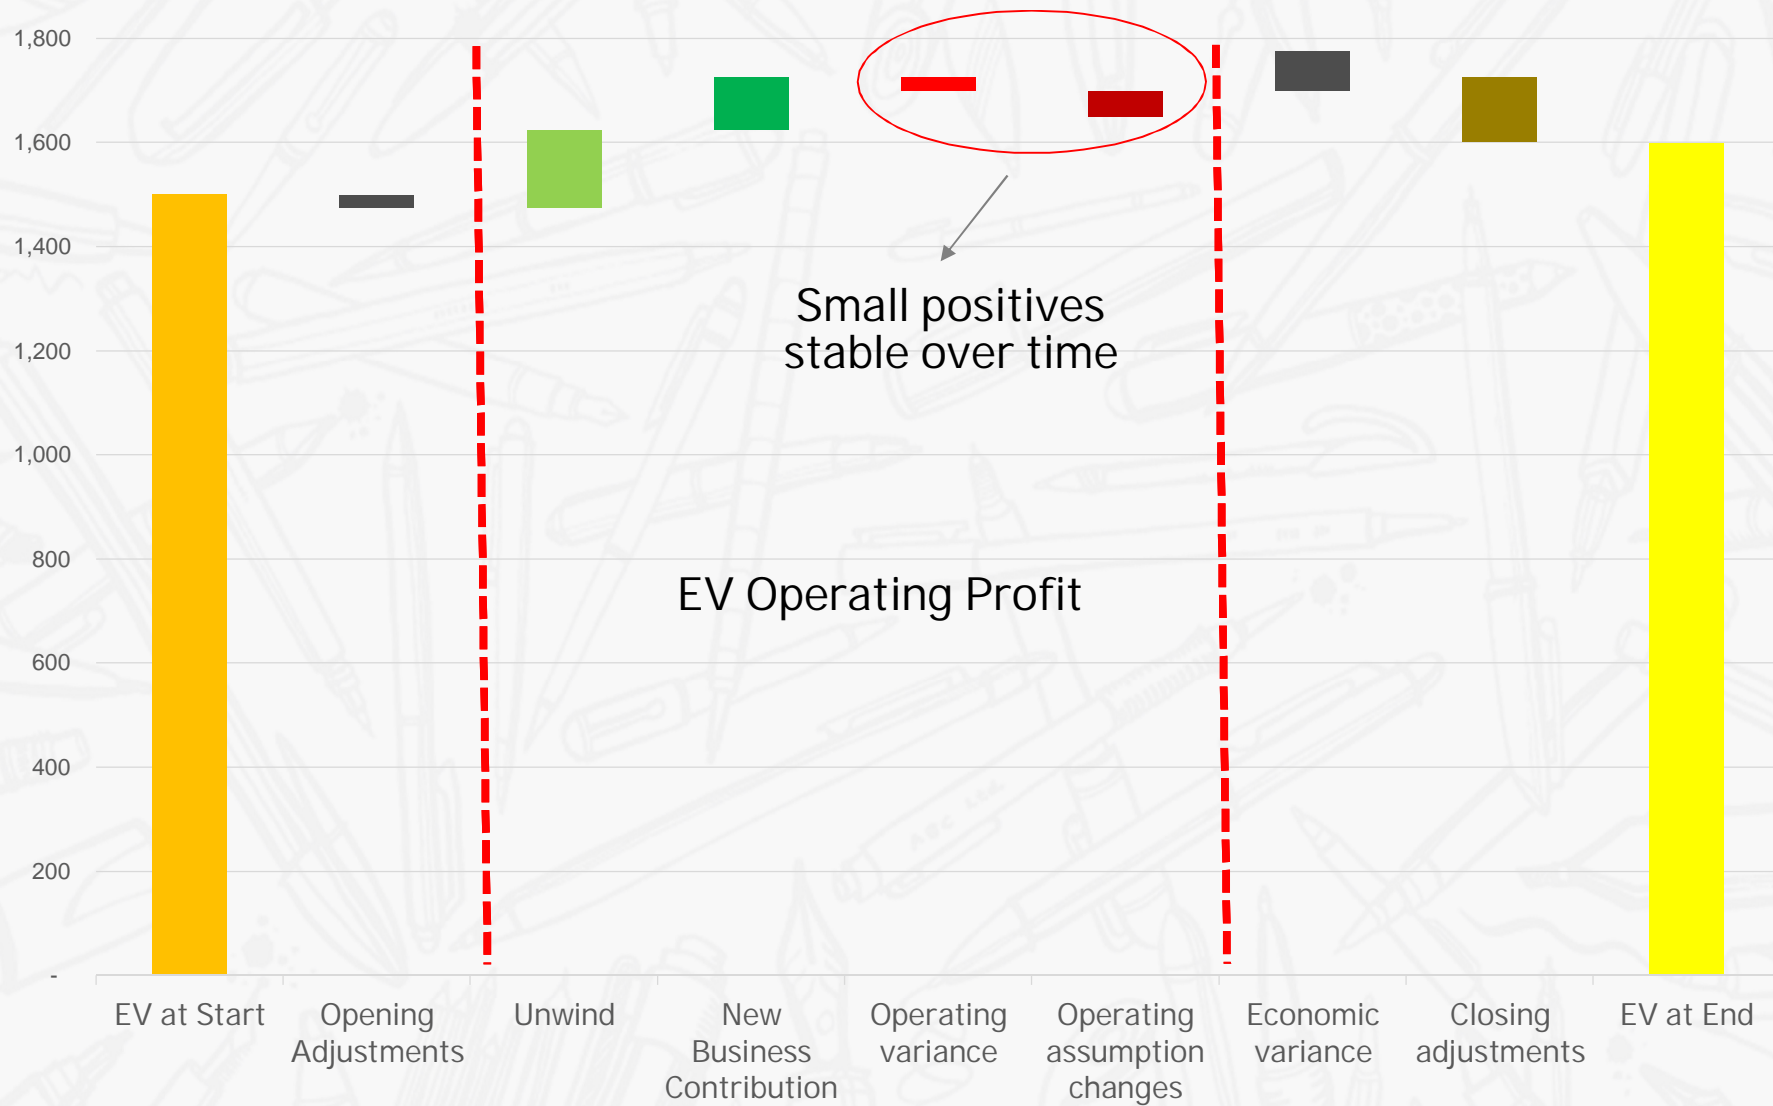 1,800
1,600
1,400
1,200
1,000
800
600
400
200
-
Small positives
stable over time
EV Operating Profit
EV at Start
Opening
Adjustments
Unwind
New
Business
Contribution
Operating
variance
Operating
assumption
changes
Economic
variance
Closing
adjustments
EV at End